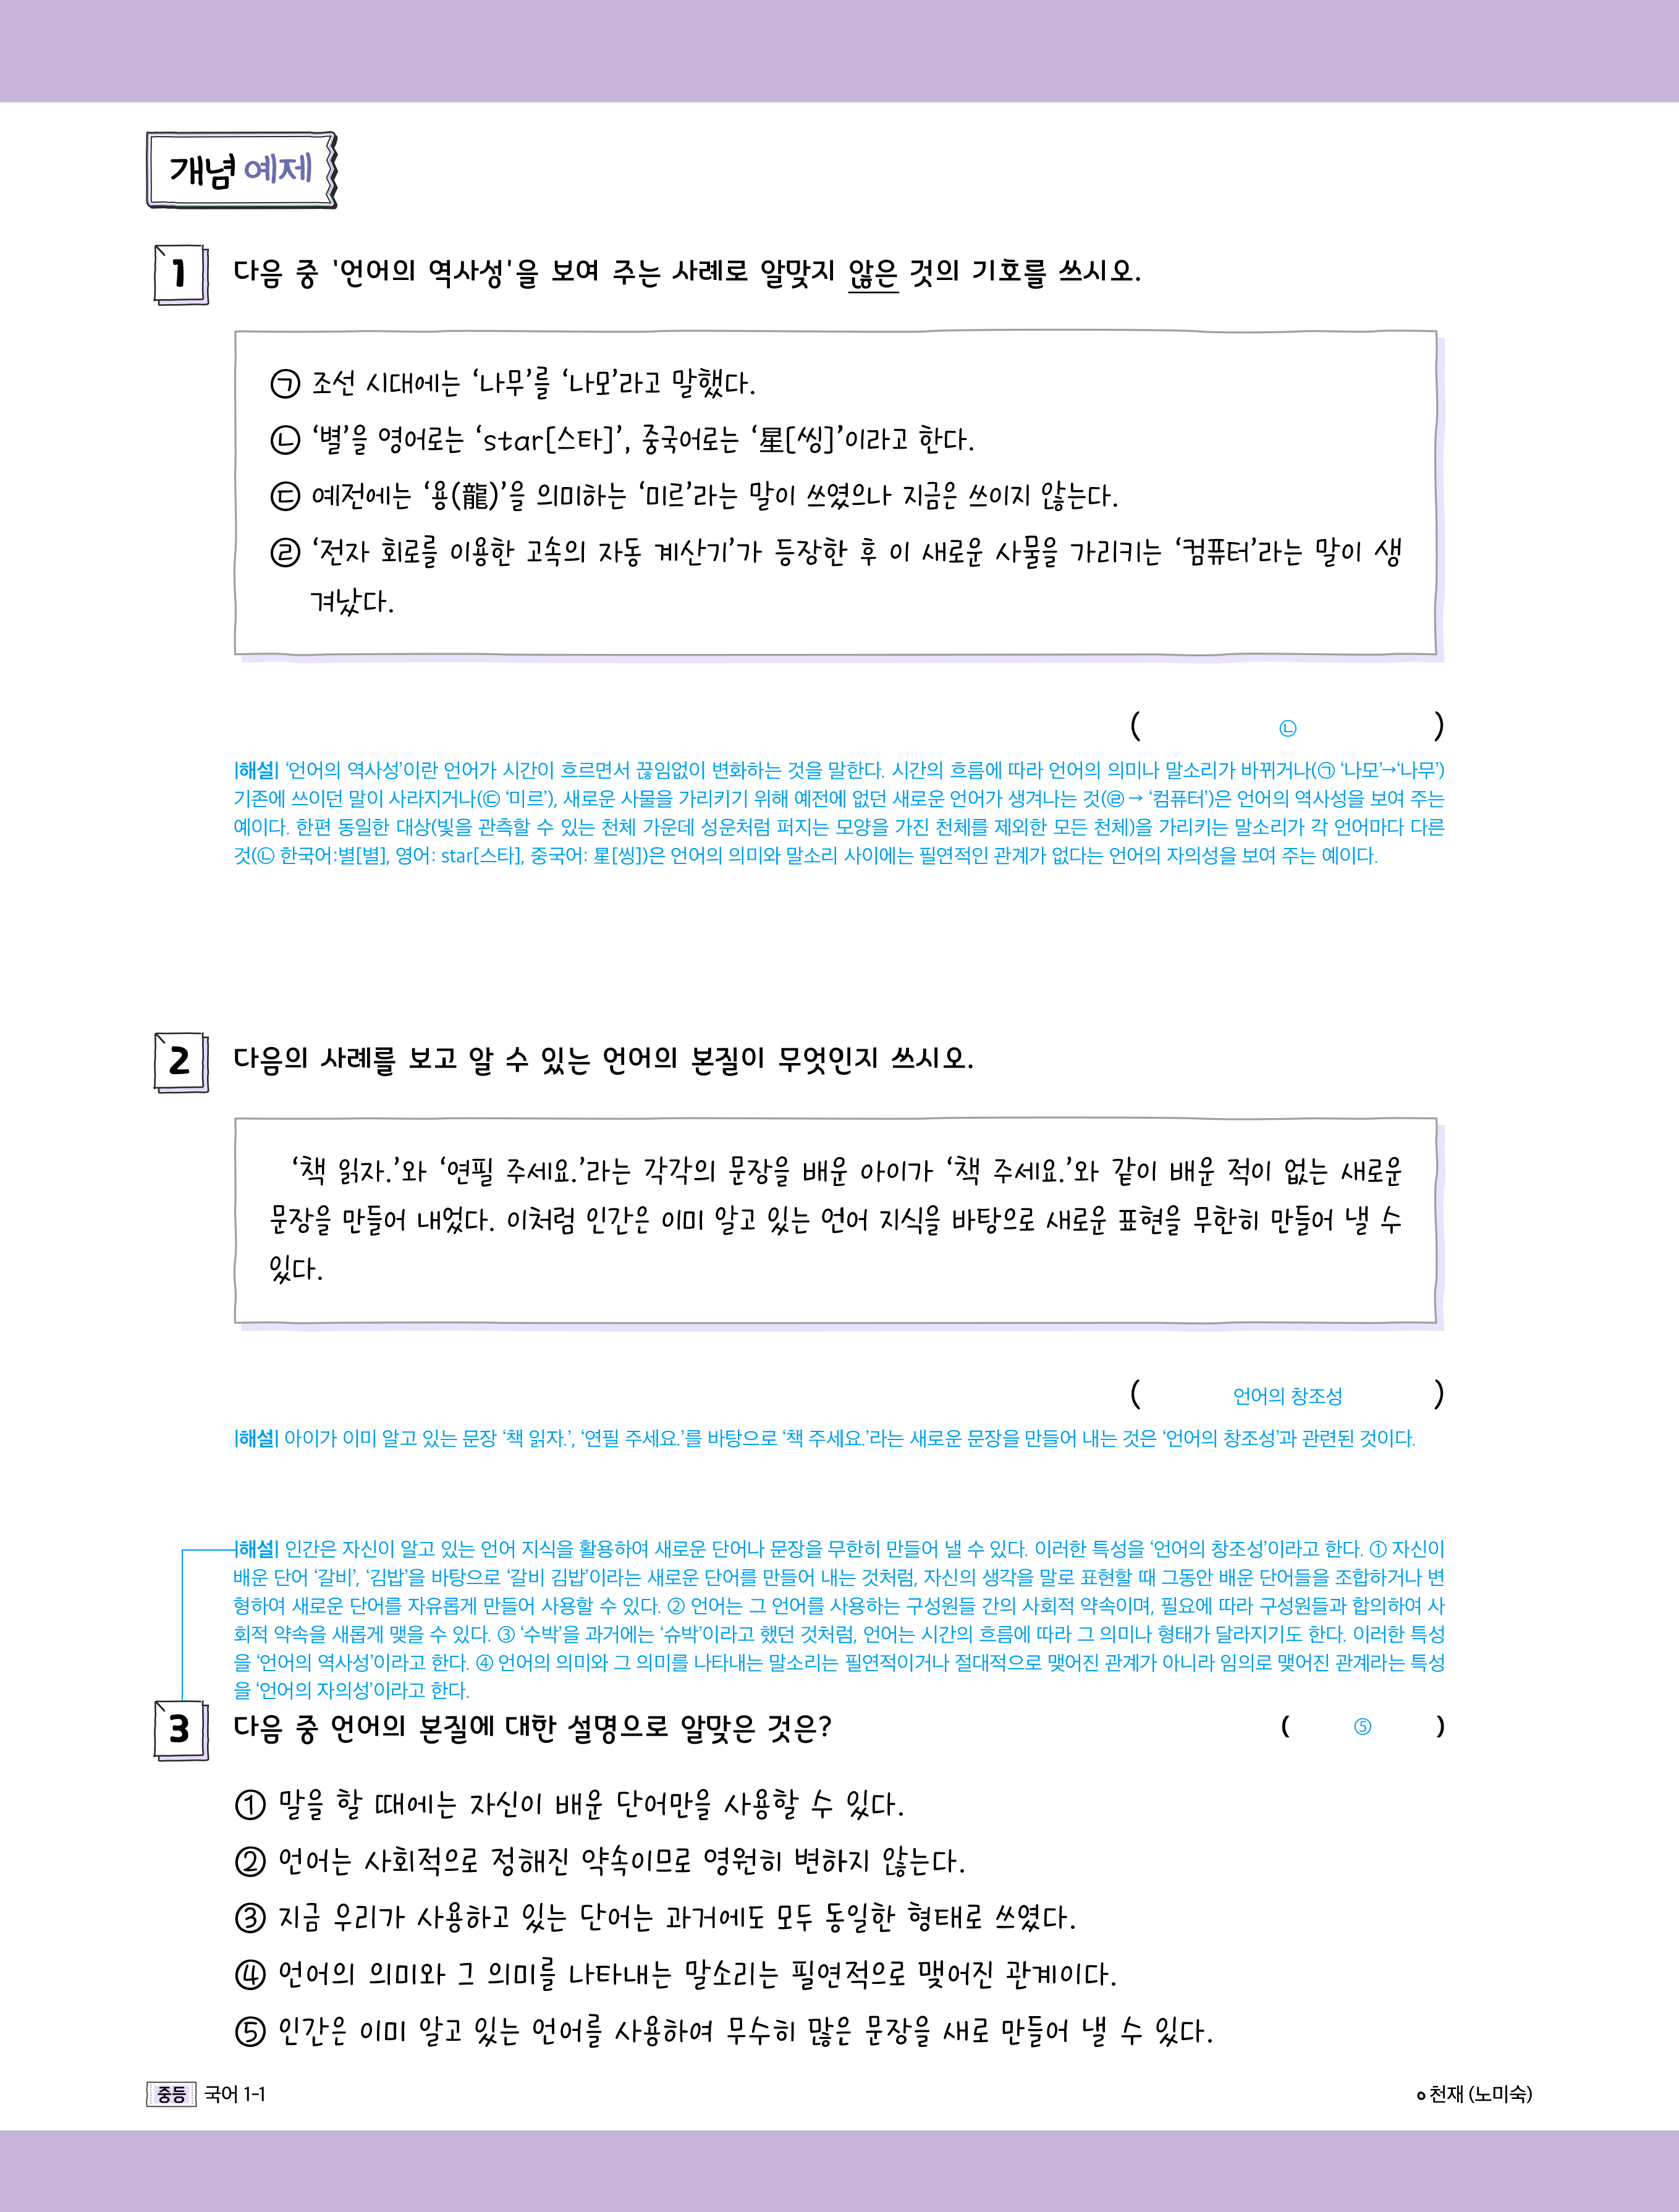 개념 예제
1 다음 중 '언어의 역사성'을 보여 주는 사례로 알맞지 않은 것의 기호를 쓰시오.
㉠ 조선 시대에는 ‘나무’를 ‘나모’라고 말했다.
㉡ ‘별’을 영어로는 ‘star[스타]’, 중국어로는 ‘星[씽]’이라고 한다.
㉢ 예전에는 ‘용(龍)’을 의미하는 ‘미르’라는 말이 쓰였으나 지금은 쓰이지 않는다.
㉣ ‘전자 회로를 이용한 고속의 자동 계산기’가 등장한 후 이 새로운 사물을 가리키는 ‘컴퓨터’라는 말이 생
겨났다.
( ㉡ )
|해설| ‘언어의 역사성’이란 언어가 시간이 흐르면서 끊임없이 변화하는 것을 말한다. 시간의 흐름에 따라 언어의 의미나 말소리가 바뀌거나(㉠ ‘나모’→‘나무’)
기존에 쓰이던 말이 사라지거나(㉢ ‘미르’), 새로운 사물을 가리키기 위해 예전에 없던 새로운 언어가 생겨나는 것(㉣ → ‘컴퓨터’)은 언어의 역사성을 보여 주는
예이다. 한편 동일한 대상(빛을 관측할 수 있는 천체 가운데 성운처럼 퍼지는 모양을 가진 천체를 제외한 모든 천체)을 가리키는 말소리가 각 언어마다 다른
것(㉡ 한국어:별[별], 영어: star[스타], 중국어: 星[씽])은 언어의 의미와 말소리 사이에는 필연적인 관계가 없다는 언어의 자의성을 보여 주는 예이다.
2 다음의 사례를 보고 알 수 있는 언어의 본질이 무엇인지 쓰시오.
‘책 읽자.’와 ‘연필 주세요.’라는 각각의 문장을 배운 아이가 ‘책 주세요.’와 같이 배운 적이 없는 새로운
문장을 만들어 내었다. 이처럼 인간은 이미 알고 있는 언어 지식을 바탕으로 새로운 표현을 무한히 만들어 낼 수
있다.
( 언어의 창조성 )
|해설| 아이가 이미 알고 있는 문장 ‘책 읽자.’, ‘연필 주세요.’를 바탕으로 ‘책 주세요.’라는 새로운 문장을 만들어 내는 것은 ‘언어의 창조성’과 관련된 것이다.
|해설| 인간은 자신이 알고 있는 언어 지식을 활용하여 새로운 단어나 문장을 무한히 만들어 낼 수 있다. 이러한 특성을 ‘언어의 창조성’이라고 한다. ① 자신이
배운 단어 ‘갈비’, ‘김밥’을 바탕으로 ‘갈비 김밥’이라는 새로운 단어를 만들어 내는 것처럼, 자신의 생각을 말로 표현할 때 그동안 배운 단어들을 조합하거나 변
형하여 새로운 단어를 자유롭게 만들어 사용할 수 있다. ② 언어는 그 언어를 사용하는 구성원들 간의 사회적 약속이며, 필요에 따라 구성원들과 합의하여 사
회적 약속을 새롭게 맺을 수 있다. ③ ‘수박’을 과거에는 ‘슈박’이라고 했던 것처럼, 언어는 시간의 흐름에 따라 그 의미나 형태가 달라지기도 한다. 이러한 특성
을 ‘언어의 역사성’이라고 한다. ④ 언어의 의미와 그 의미를 나타내는 말소리는 필연적이거나 절대적으로 맺어진 관계가 아니라 임의로 맺어진 관계라는 특성
을 ‘언어의 자의성’이라고 한다.
3 다음 중 언어의 본질에 대한 설명으로 알맞은 것은? ( ⑤ )
① 말을 할 때에는 자신이 배운 단어만을 사용할 수 있다.
② 언어는 사회적으로 정해진 약속이므로 영원히 변하지 않는다.
③ 지금 우리가 사용하고 있는 단어는 과거에도 모두 동일한 형태로 쓰였다.
④ 언어의 의미와 그 의미를 나타내는 말소리는 필연적으로 맺어진 관계이다.
⑤ 인간은 이미 알고 있는 언어를 사용하여 무수히 많은 문장을 새로 만들어 낼 수 있다.
중등 국어 1-1
천재 (노미숙)